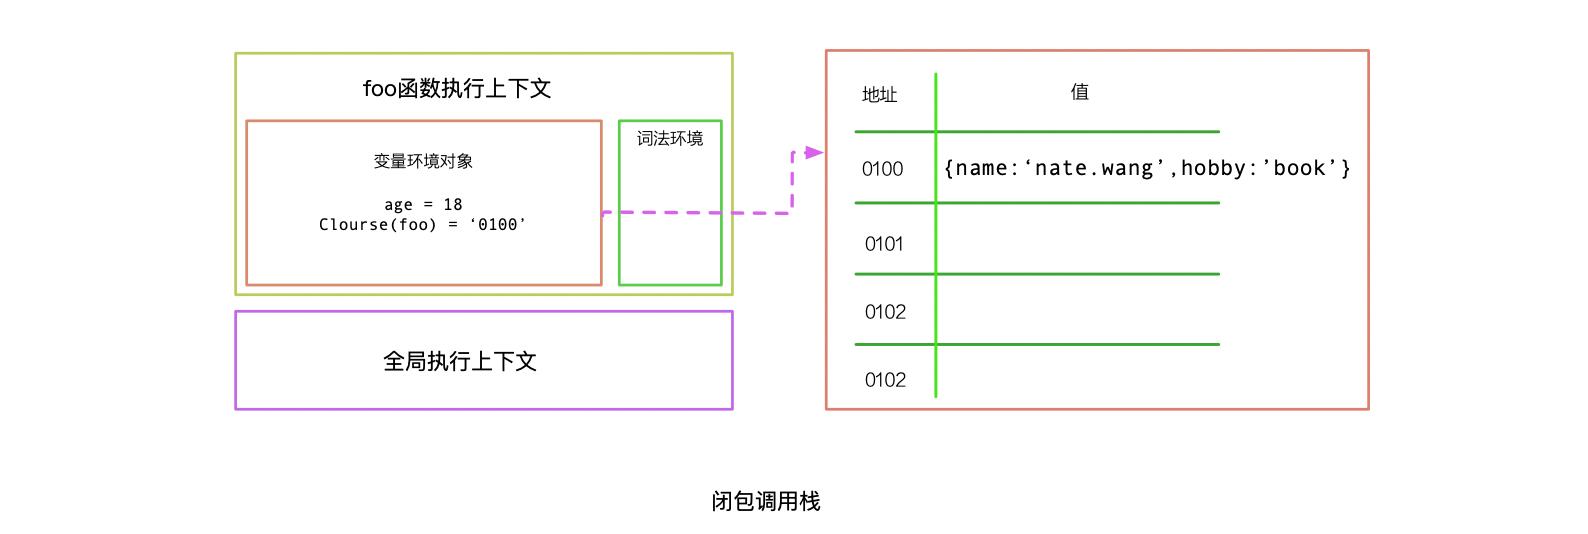 foo函数执行上下文
变量环境对象
age = 18
Clourse(foo) = ‘0100’
词法环境
全局执行上下文
地址 值
0100 {name:‘nate.wang’,hobby:’book’}
0101
0102
0102
闭包调用栈